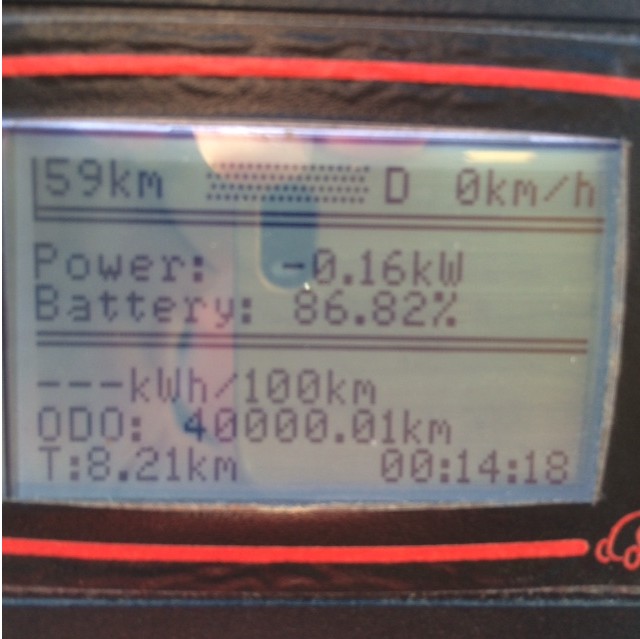 59km D 0km/h
Power: -0.16kW
Battery: 86.82%
---kWh/100km
ODO: 40000.01km
T:8.21km 00:14:18